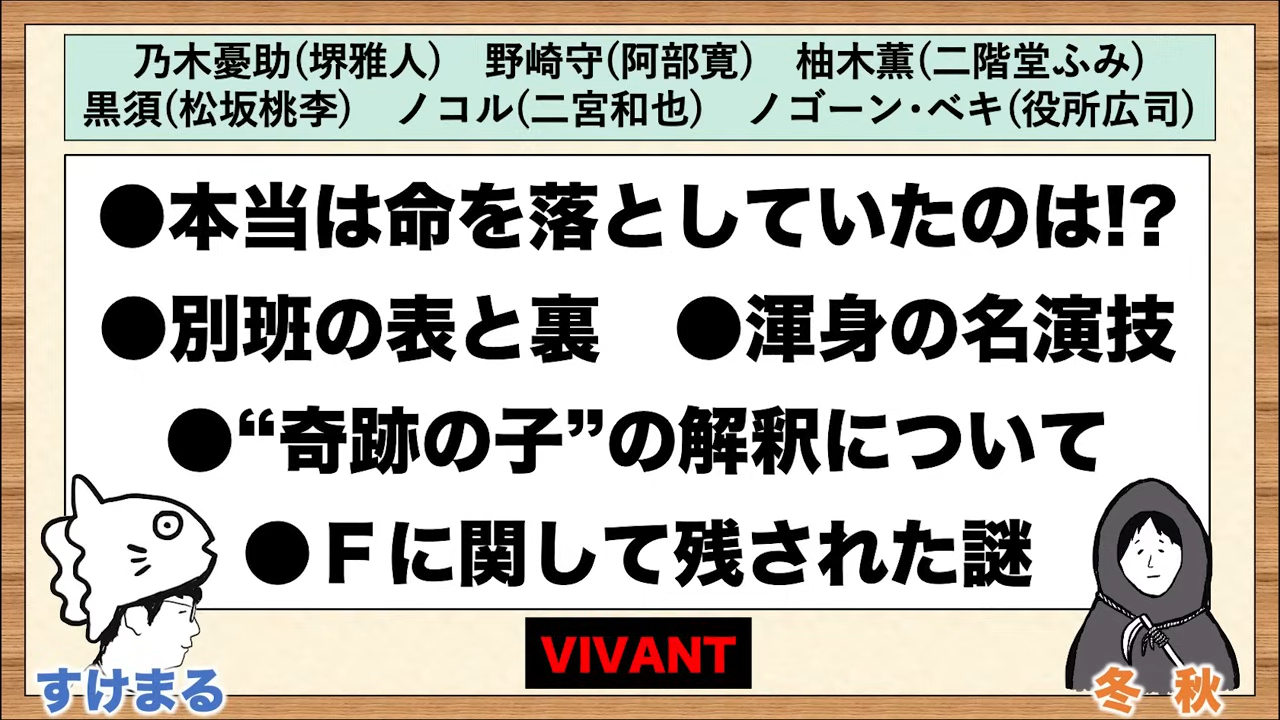 乃木憂助(堺雅人)　野崎守(阿部寛)　柚木薫(二階堂ふみ)
黒須(松坂桃李)　ノコル(二宮和也)　ノゴーン・ベキ(役所広司)
●本当は命を落としていたのは!?
●別班の表と裏　●渾身の名演技
●“奇跡の子”の解釈について
●Ｆに関して残された謎
VIVANT
すけまる
冬　秋